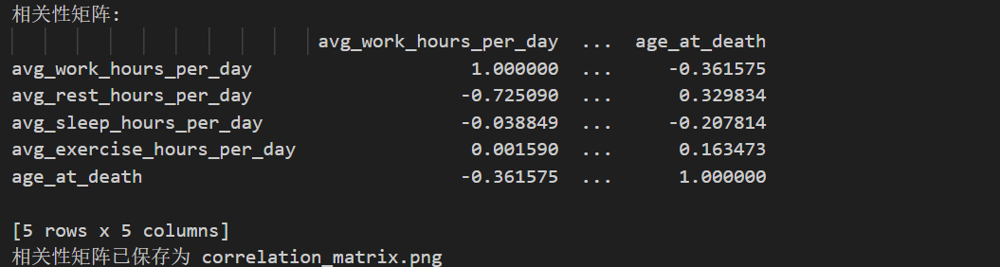 相关性矩阵:
avg_work_hours_per_day ... age_at_death
avg_work_hours_per_day 1.000000 ... -0.361575
avg_rest_hours_per_day -0.725090 ... 0.329834
avg_sleep_hours_per_day -0.038849 ... -0.207814
avg_exercise_hours_per_day 0.001590 ... 0.163473
age_at_death -0.361575 ... 1.000000
[5 rows x 5 columns]
相关性矩阵已保存为 correlation_matrix.png